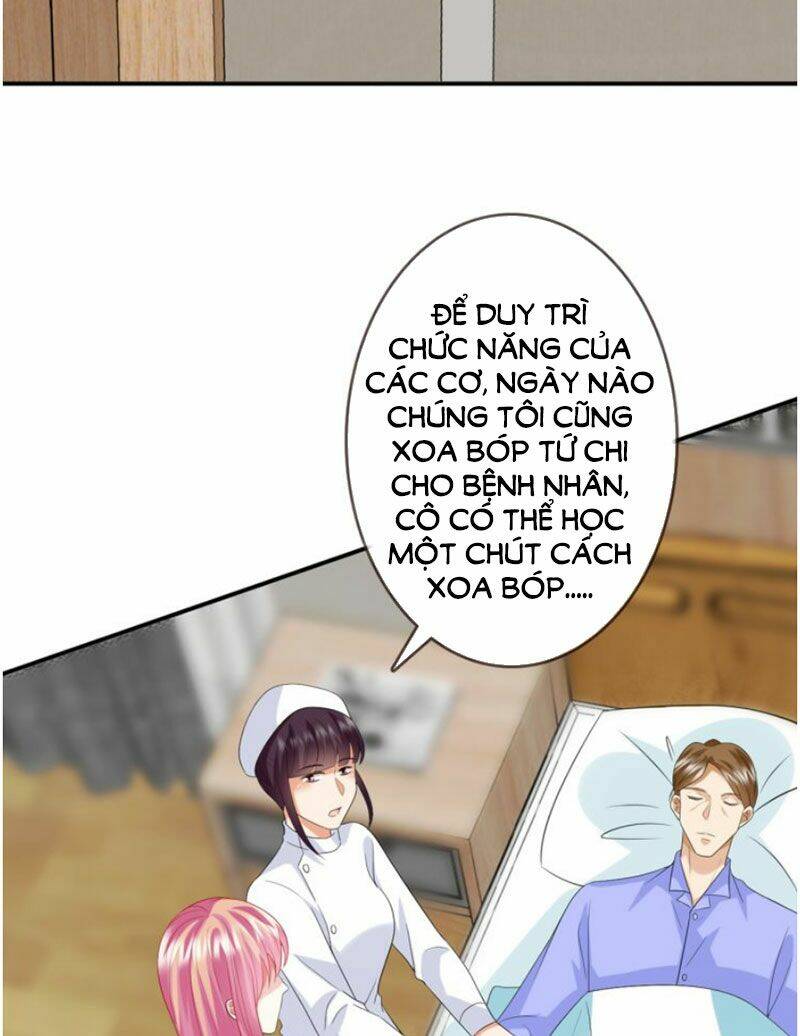 ĐỂ DUY TRÌ
CHỨC NĂNG CỦA
CÁC CƠ, NGÀY NÀO
CHÚNG TÔI CŨNG
XOA BÓP TỨ CHI
CHO BỆNH NHÂN,
CÔ CÓ THỂ HỌC
MỘT CHÚT CÁCH
XOA BÓP.....